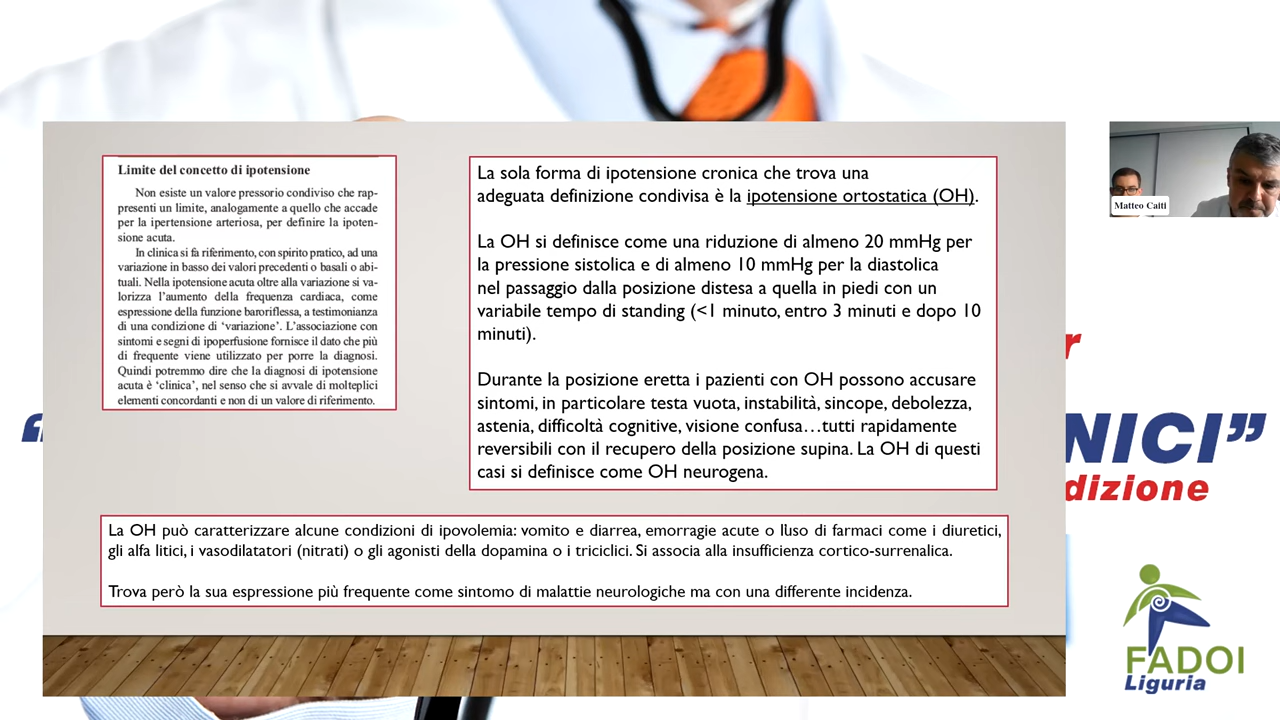 Limite del concetto di ipotensione
Non esiste un valore pressorio condiviso che rap-
presenti un limite, analogamente a quello che accade
per la ipertensione arteriosa, per definire la ipoten-
sione acuta.
In clinica si fa riferimento, con spirito pratico, ad una
variazione in basso dei valori precedenti o basali o abi-
tuali. Nella ipotensione acuta oltre alla variazione si va-
lorizza l'aumento della frequenza cardiaca, come
espressione della funzione baroriflessa, a testimonianza
di una condizione di 'variazione'. L'associazione con
sintomi e segni di ipoperfusione fornisce il dato che più
di frequente viene utilizzato per porre la diagnosi.
Quindi potremmo dire che la diagnosi di ipotensione
acuta è 'clinica', nel senso che si avvale di molteplici
elementi concordanti e non di un valore di riferimento.
La sola forma di ipotensione cronica che trova una
adeguata definizione condivisa è la ipotensione ortostatica (OH).
La OH si definisce come una riduzione di almeno 20 mmHg per
la pressione sistolica e di almeno 10 mmHg per la diastolica
nel passaggio dalla posizione distesa a quella in piedi con un
variabile tempo di standing (<1 minuto, entro 3 minuti e dopo 10
minuti).
Durante la posizione eretta i pazienti con OH possono accusare
sintomi, in particolare testa vuota, instabilità, sincope, debolezza,
astenia, difficoltà cognitive, visione confusa…tutti rapidamente
reversibili con il recupero della posizione supina. La OH di questi
casi si definisce come OH neurogena.
La OH può caratterizzare alcune condizioni di ipovolemia: vomito e diarrea, emorragie acute o l'uso di farmaci come i diuretici,
gli alfa litici, i vasodilatatori (nitrati) o gli agonisti della dopamina o i triciclici. Si associa alla insufficienza cortico-surrenalica.
Trova però la sua espressione più frequente come sintomo di malattie neurologiche ma con una differente incidenza.
Matteo Caiti
r
"
NICI"
dizione
FADOI
Liguria